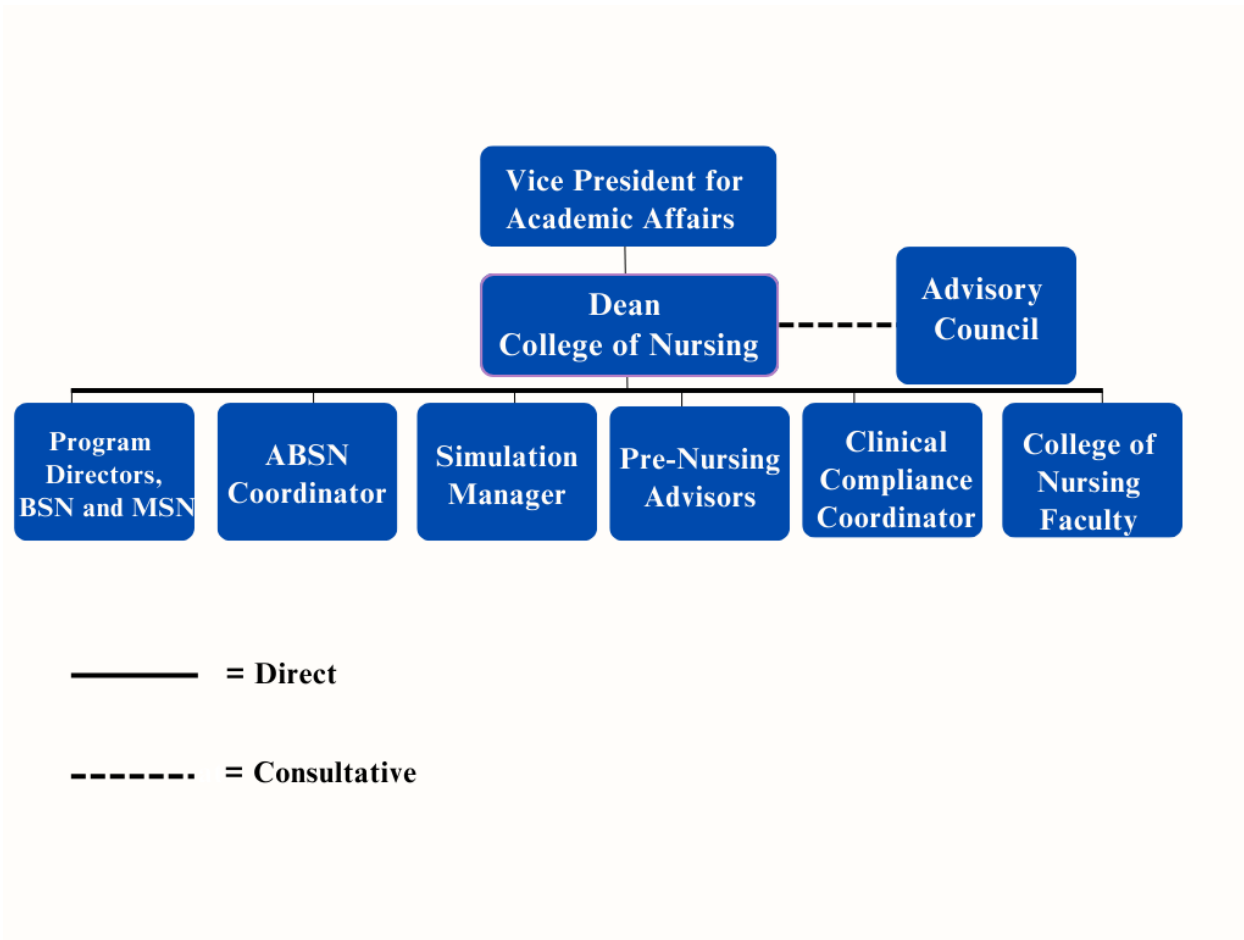 Vice President for
Academic Affairs
Dean
College of Nursing
Advisory
Council
Program
Directors,
BSN and MSN
ABSN
Coordinator
Simulation
Manager
Pre-Nursing
Advisors
Clinical
Compliance
Coordinator
College of
Nursing
Faculty
= Direct
= Consultative